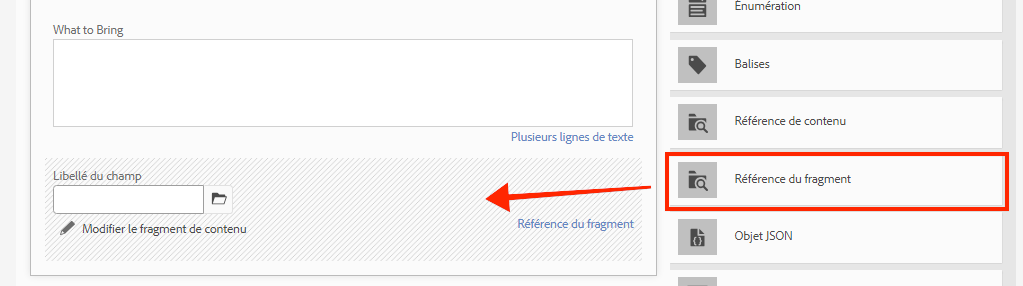 What to Bring
Plusieurs lignes de texte
Libellé du champ
Modifier le fragment de contenu
Référence du fragment
Énumération
Balises
Référence de contenu
Référence du fragment
Objet JSON